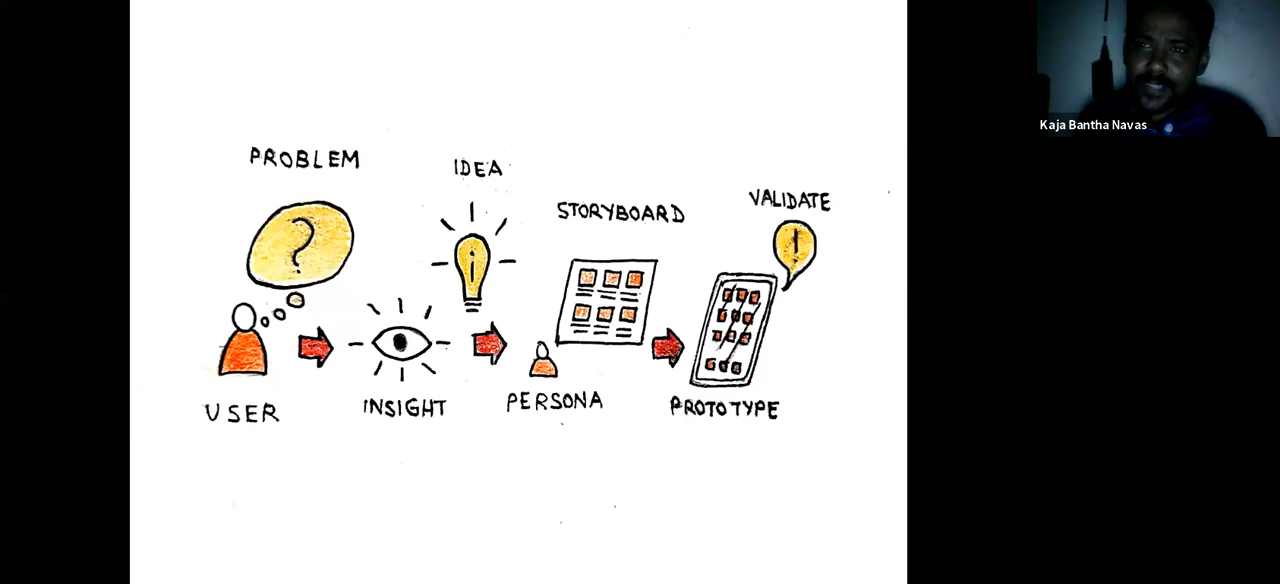 PROBLEM
IDEA
STORYBOARD
VALIDATE
?
i
!
USER
INSIGHT
PERSONA
PROTOTYPE
Kaja Bantha Navas